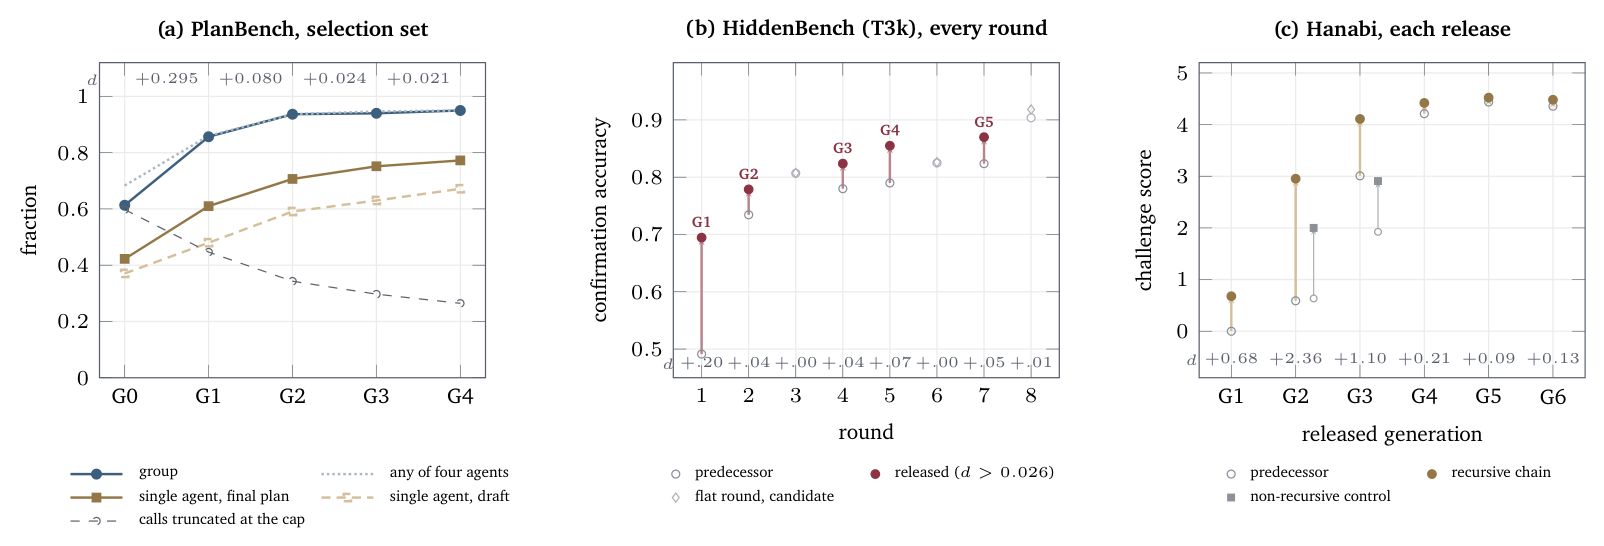 (a) PlanBench, selection set
d +0.295 +0.080 +0.024 +0.021
1
0.8
0.6
0.4
0.2
0
fraction
G0 G1 G2 G3 G4
group
any of four agents
single agent, final plan
single agent, draft
calls truncated at the cap
(b) HiddenBench (T3k), every round
0.9
0.8
0.7
0.6
0.5
confirmation accuracy
G1
G2
G3
G4
G5
d +.20 +.04 +.00 +.04 +.07 +.00 +.05 +.01
1 2 3 4 5 6 7 8
round
predecessor
released (d > 0.026)
flat round, candidate
(c) Hanabi, each release
5
4
3
2
1
0
challenge score
d +0.68 +2.36 +1.10 +0.21 +0.09 +0.13
G1 G2 G3 G4 G5 G6
released generation
predecessor
recursive chain
non-recursive control